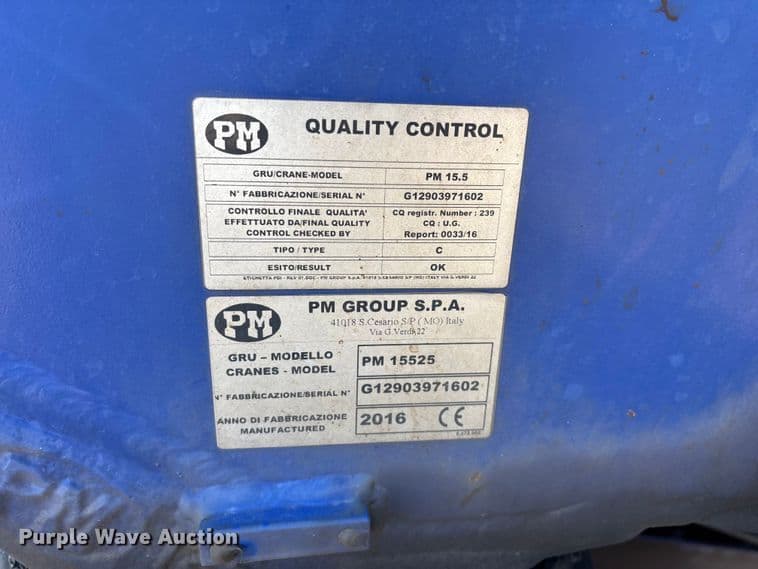 PM QUALITY CONTROL
GRU/CRANE-MODEL PM 15.5
N° FABBRICAZIONE/SERIAL N° G12903971602
CONTROLLO FINALE QUALITA' CQ registr. Number : 239
EFFETTUATO DA/FINAL QUALITY CQ : U.G.
CONTROL CHECKED BY Report: 0033/16
TIPO / TYPE C
ESITO/RESULT OK
PM PM GROUP S.P.A.
41018 S.Cesario S/P ( MO) Italy
Via G.Verdi,22
GRU – MODELLO
CRANES - MODEL PM 15525
N° FABBRICAZIONE/SERIAL N° G12903971602
ANNO DI FABBRICAZIONE
MANUFACTURED 2016 CE
Purple Wave Auction